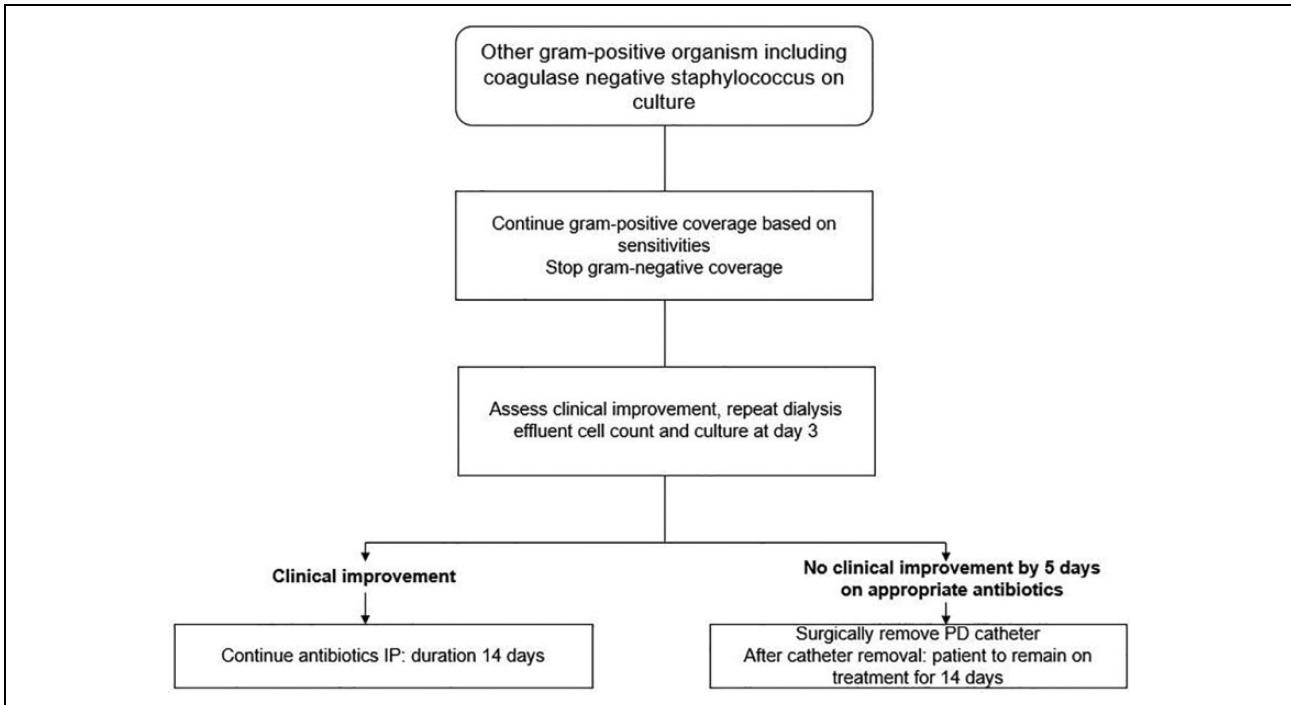 Other gram-positive organism including
coagulase negative staphylococcus on
culture
Continue gram-positive coverage based on
sensitivities
Stop gram-negative coverage
Assess clinical improvement, repeat dialysis
effluent cell count and culture at day 3
Clinical improvement
Continue antibiotics IP: duration 14 days
No clinical improvement by 5 days
on appropriate antibiotics
Surgically remove PD catheter
After catheter removal: patient to remain on
treatment for 14 days